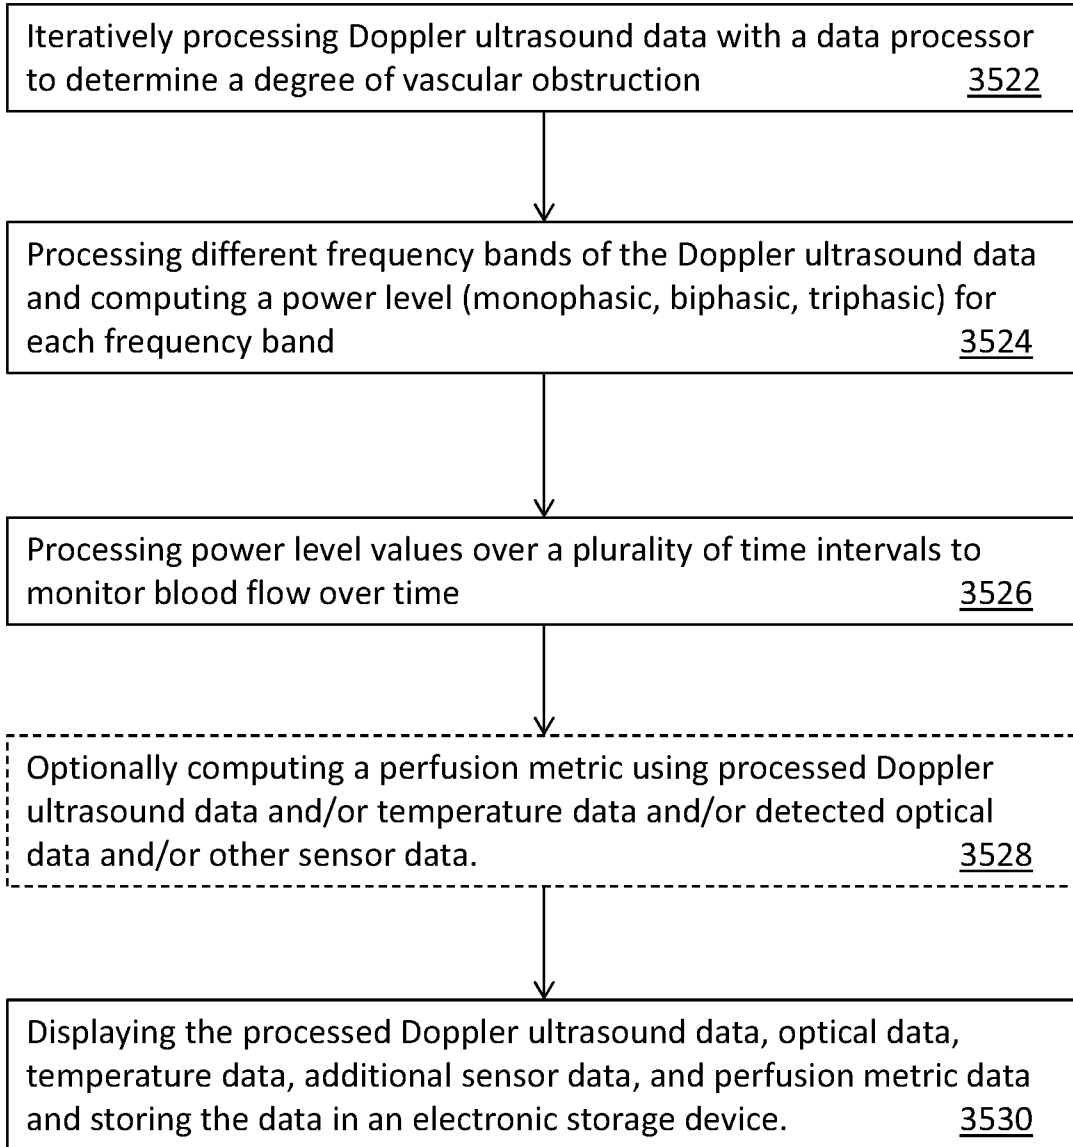 Iteratively processing Doppler ultrasound data with a data processor
to determine a degree of vascular obstruction 3522
Processing different frequency bands of the Doppler ultrasound data
and computing a power level (monophasic, biphasic, triphasic) for
each frequency band 3524
Processing power level values over a plurality of time intervals to
monitor blood flow over time 3526
Optionally computing a perfusion metric using processed Doppler
ultrasound data and/or temperature data and/or detected optical
data and/or other sensor data. 3528
Displaying the processed Doppler ultrasound data, optical data,
temperature data, additional sensor data, and perfusion metric data
and storing the data in an electronic storage device. 3530